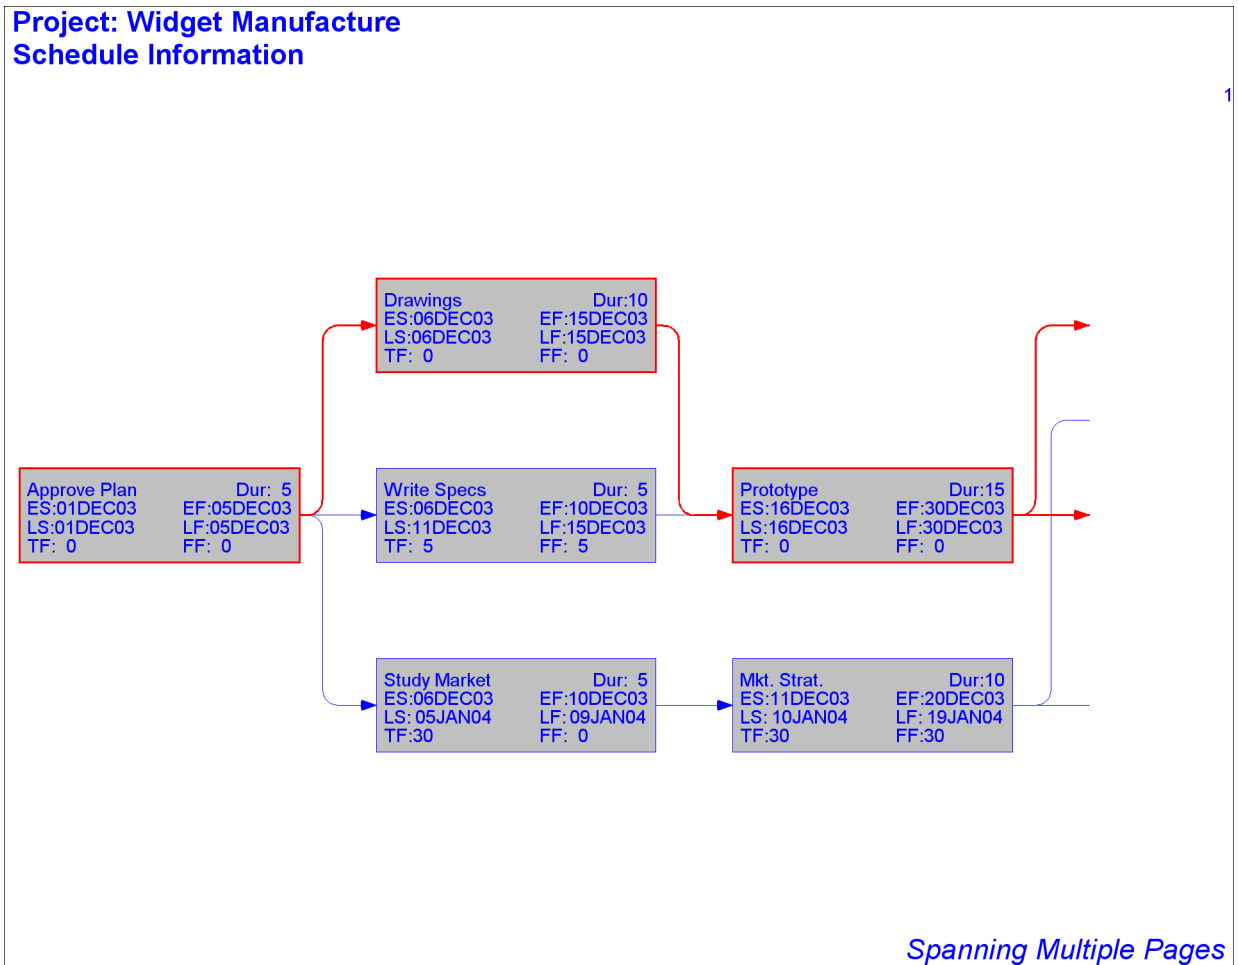 Project: Widget Manufacture
Schedule Information
1
Drawings Dur:10
ES:06DEC03 EF:15DEC03
LS:06DEC03 LF:15DEC03
TF: 0 FF: 0
Approve Plan Dur: 5
ES:01DEC03 EF:05DEC03
LS:01DEC03 LF:05DEC03
TF: 0 FF: 0
Write Specs Dur: 5
ES:06DEC03 EF:10DEC03
LS:11DEC03 LF:15DEC03
TF: 5 FF: 5
Prototype Dur:15
ES:16DEC03 EF:30DEC03
LS:16DEC03 LF:30DEC03
TF: 0 FF: 0
Study Market Dur: 5
ES:06DEC03 EF:10DEC03
LS: 05JAN04 LF: 09JAN04
TF:30 FF: 0
Mkt. Strat. Dur:10
ES:11DEC03 EF:20DEC03
LS: 10JAN04 LF: 19JAN04
TF:30 FF:30
Spanning Multiple Pages